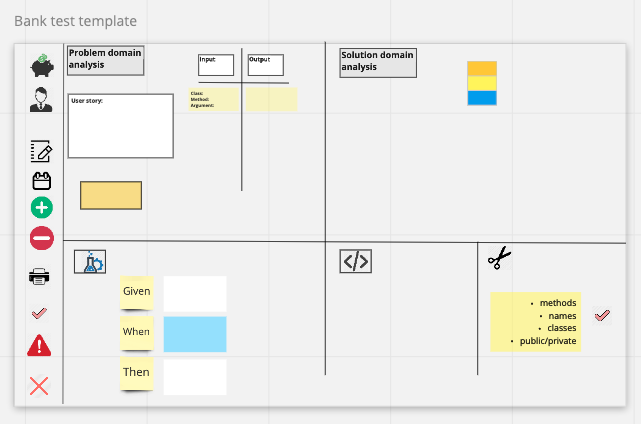 Bank test template
Problem domain
analysis
Input
Output
Class:
Method:
Argument:
User story:
Solution domain
analysis
Given
When
Then
</>
• methods
• names
• classes
• public/private